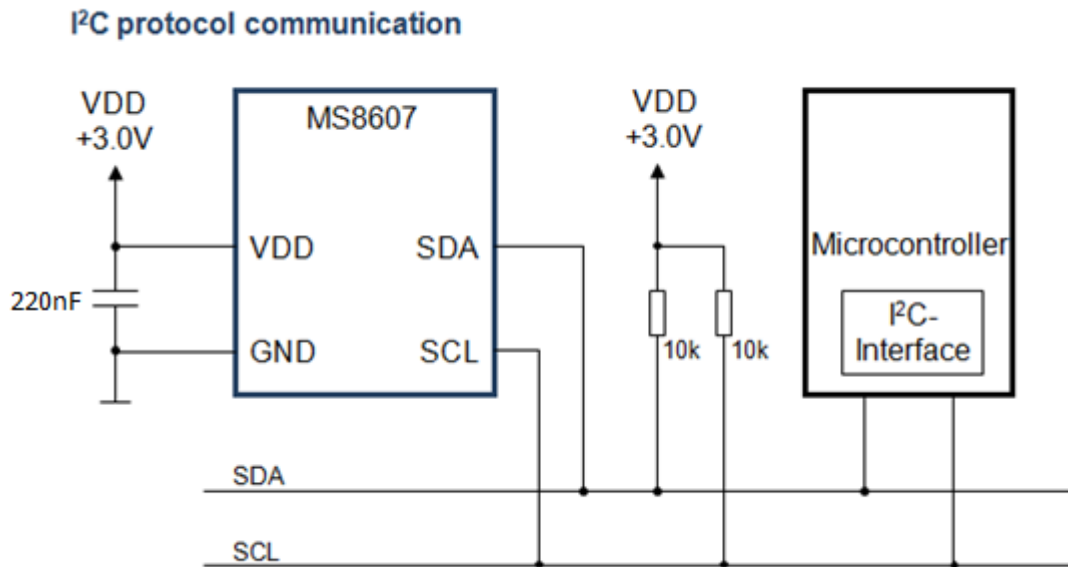 I²C protocol communication
VDD
+3.0V
MS8607
VDD
+3.0V
VDD
SDA
Microcontroller
220nF
I²C-
Interface
GND
SCL
10k
10k
SDA
SCL